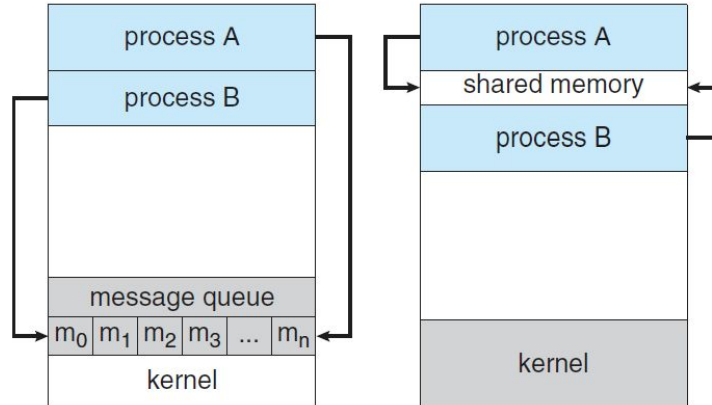 process A
process B
message queue
m0 m1 m2 m3 ... mn
kernel
process A
shared memory
process B
kernel